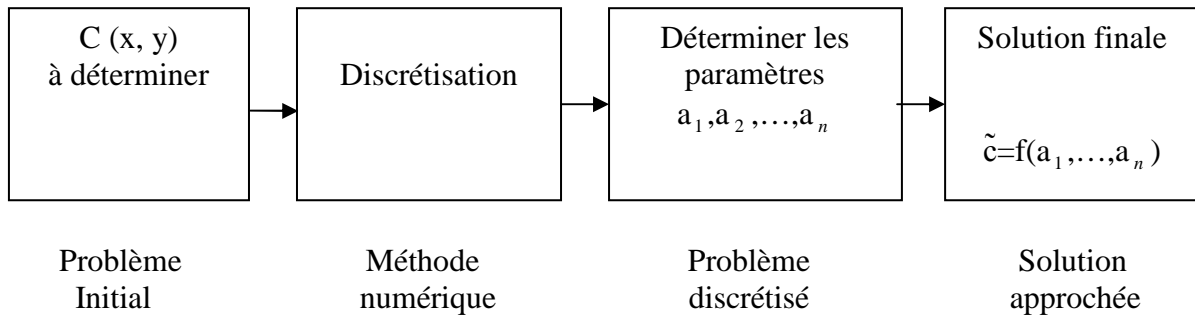 C (x, y)
à déterminer
Discrétisation
Déterminer les
paramètres
a₁,a₂,…,aₙ
Solution finale
c̃=f(a₁,…,aₙ)
Problème
Initial
Méthode
numérique
Problème
discrétisé
Solution
approchée